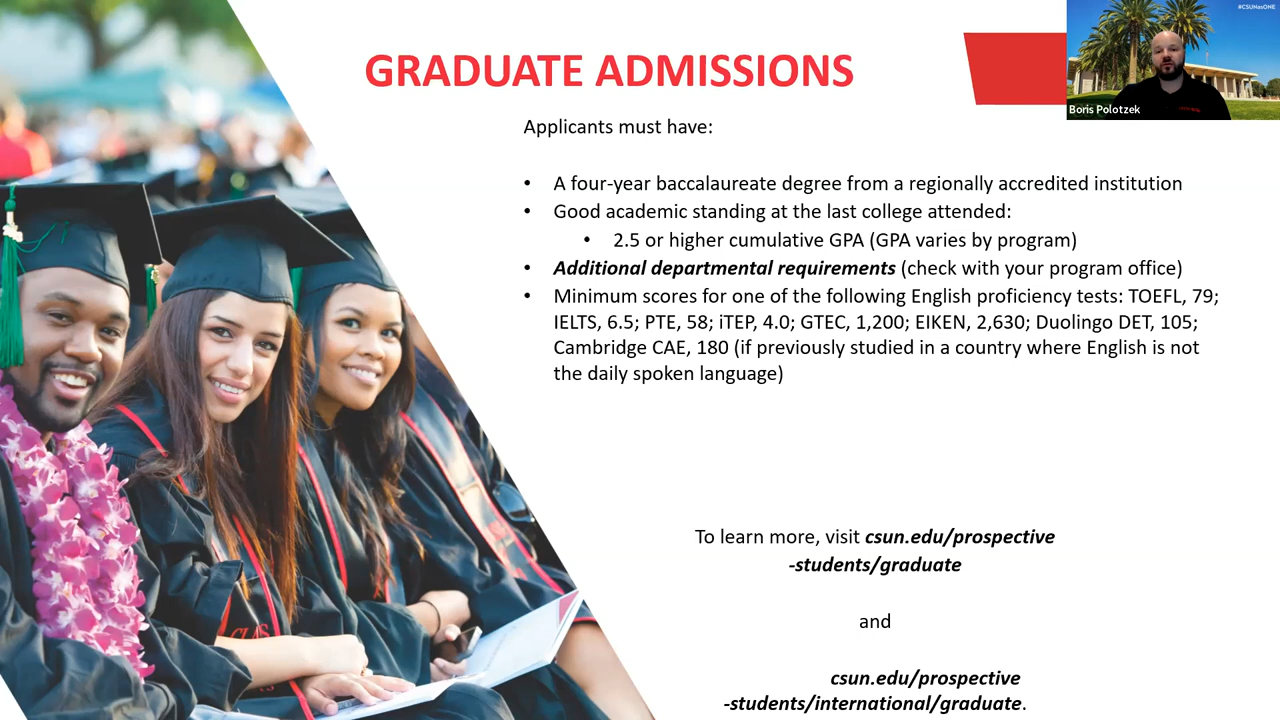 #CSUNasONE
GRADUATE ADMISSIONS
Boris Polotzek
Applicants must have:
• A four-year baccalaureate degree from a regionally accredited institution
• Good academic standing at the last college attended:
• 2.5 or higher cumulative GPA (GPA varies by program)
• Additional departmental requirements (check with your program office)
• Minimum scores for one of the following English proficiency tests: TOEFL, 79;
IELTS, 6.5; PTE, 58; iTEP, 4.0; GTEC, 1,200; EIKEN, 2,630; Duolingo DET, 105;
Cambridge CAE, 180 (if previously studied in a country where English is not
the daily spoken language)
To learn more, visit csun.edu/prospective
-students/graduate
and
csun.edu/prospective
-students/international/graduate.